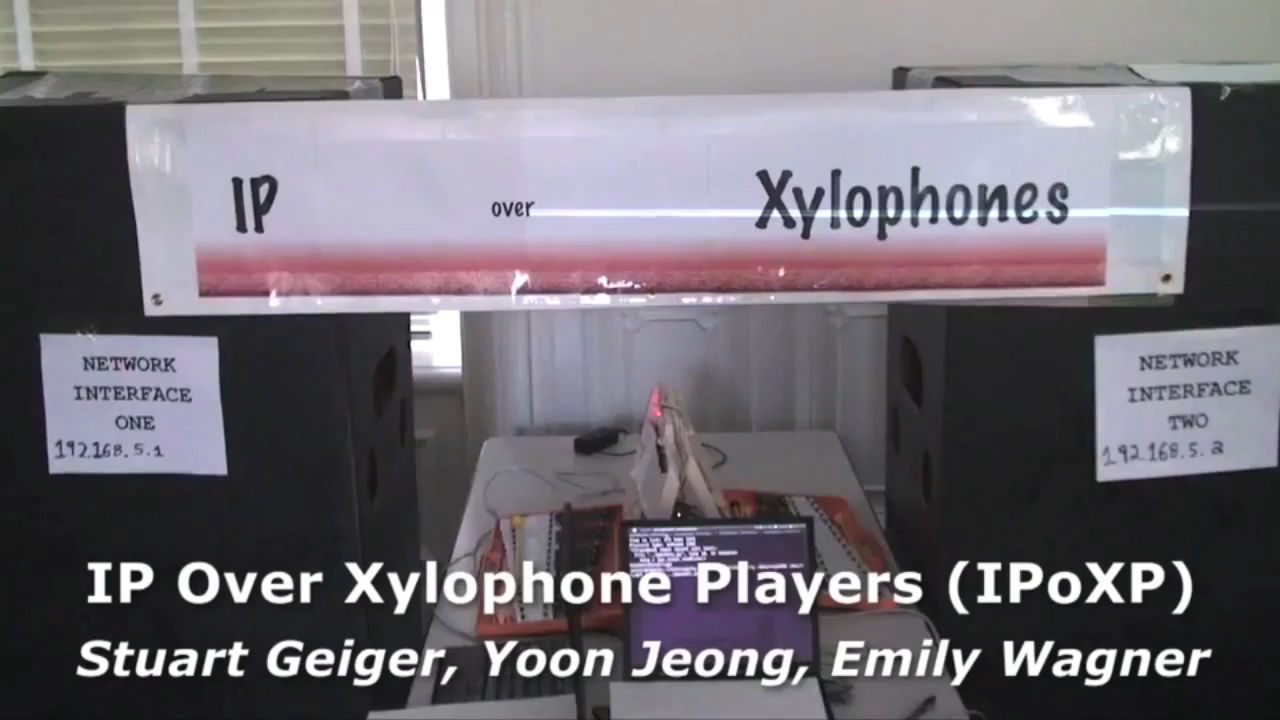 IP over Xylophones
NETWORK
INTERFACE
ONE
192.168.5.1
NETWORK
INTERFACE
TWO
192.168.5.2
IP Over Xylophone Players (IPoXP)
Stuart Geiger, Yoon Jeong, Emily Wagner